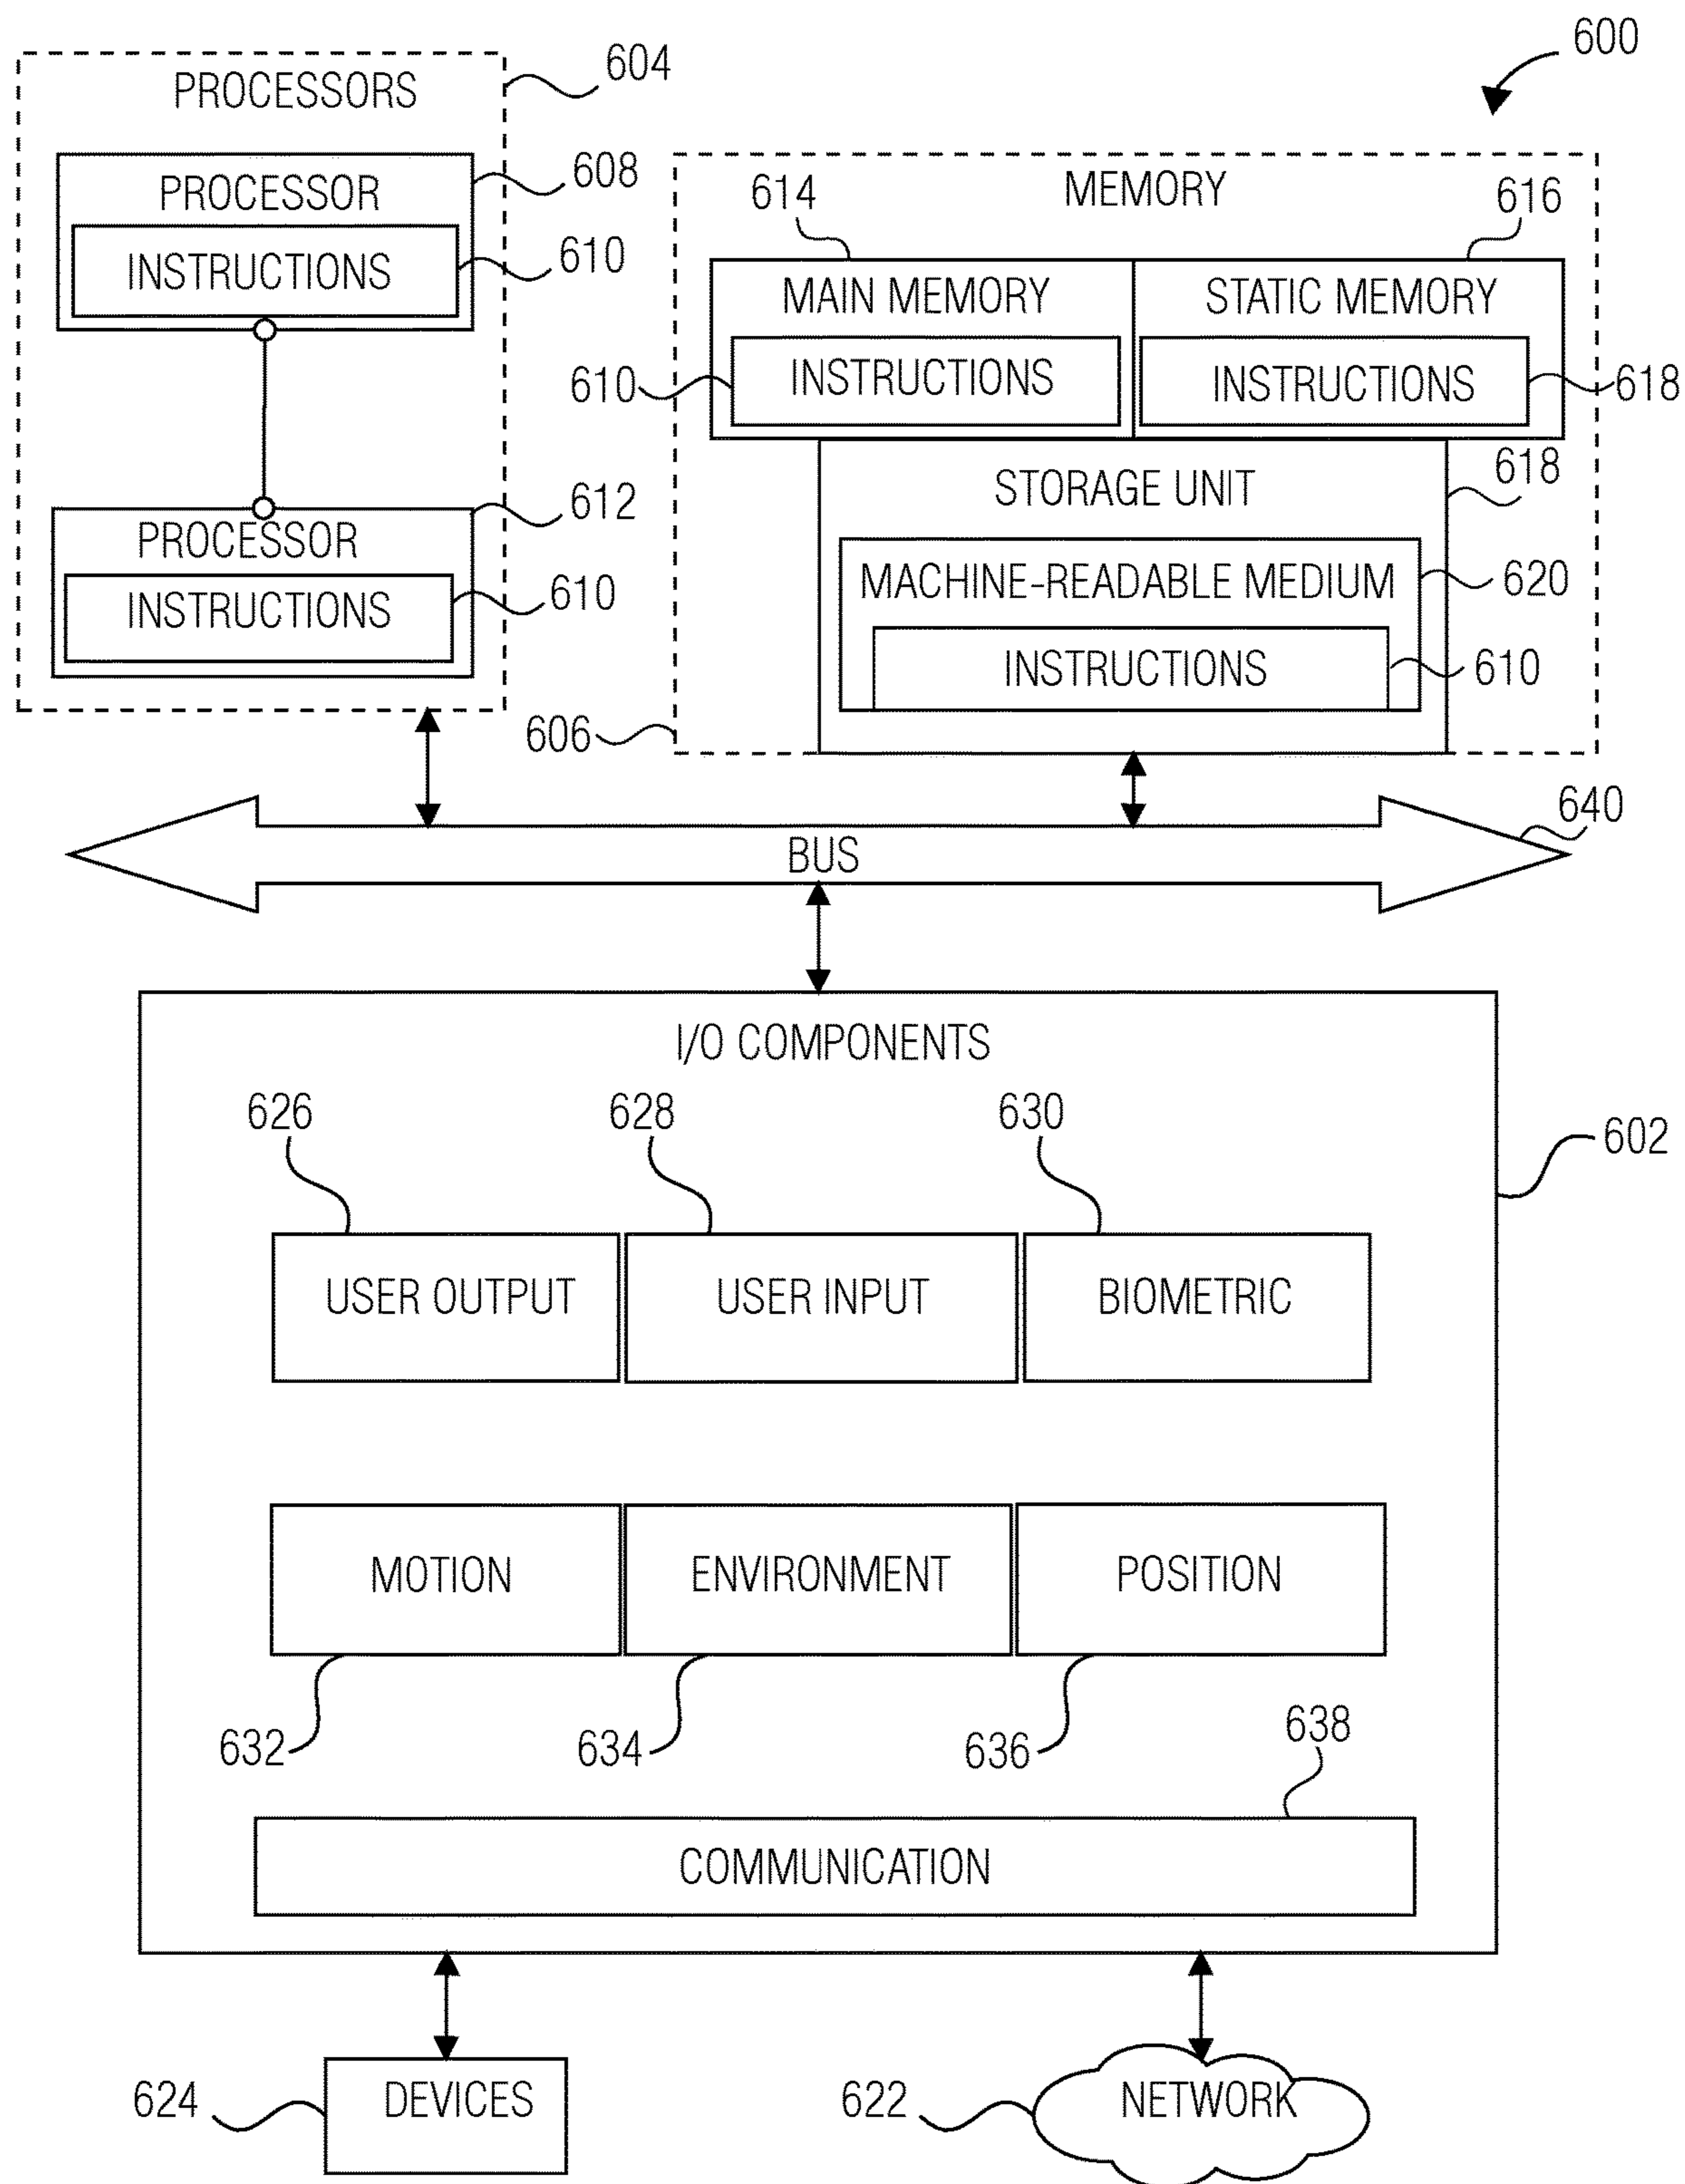 600
PROCESSORS
604
PROCESSOR
608
INSTRUCTIONS
610
612
PROCESSOR
INSTRUCTIONS
610
MEMORY
614
616
MAIN MEMORY
STATIC MEMORY
610
INSTRUCTIONS
INSTRUCTIONS
618
STORAGE UNIT
618
MACHINE-READABLE MEDIUM
620
INSTRUCTIONS
610
606
640
BUS
I/O COMPONENTS
602
626
628
630
USER OUTPUT
USER INPUT
BIOMETRIC
MOTION
ENVIRONMENT
POSITION
632
634
636
638
COMMUNICATION
624
DEVICES
622
NETWORK